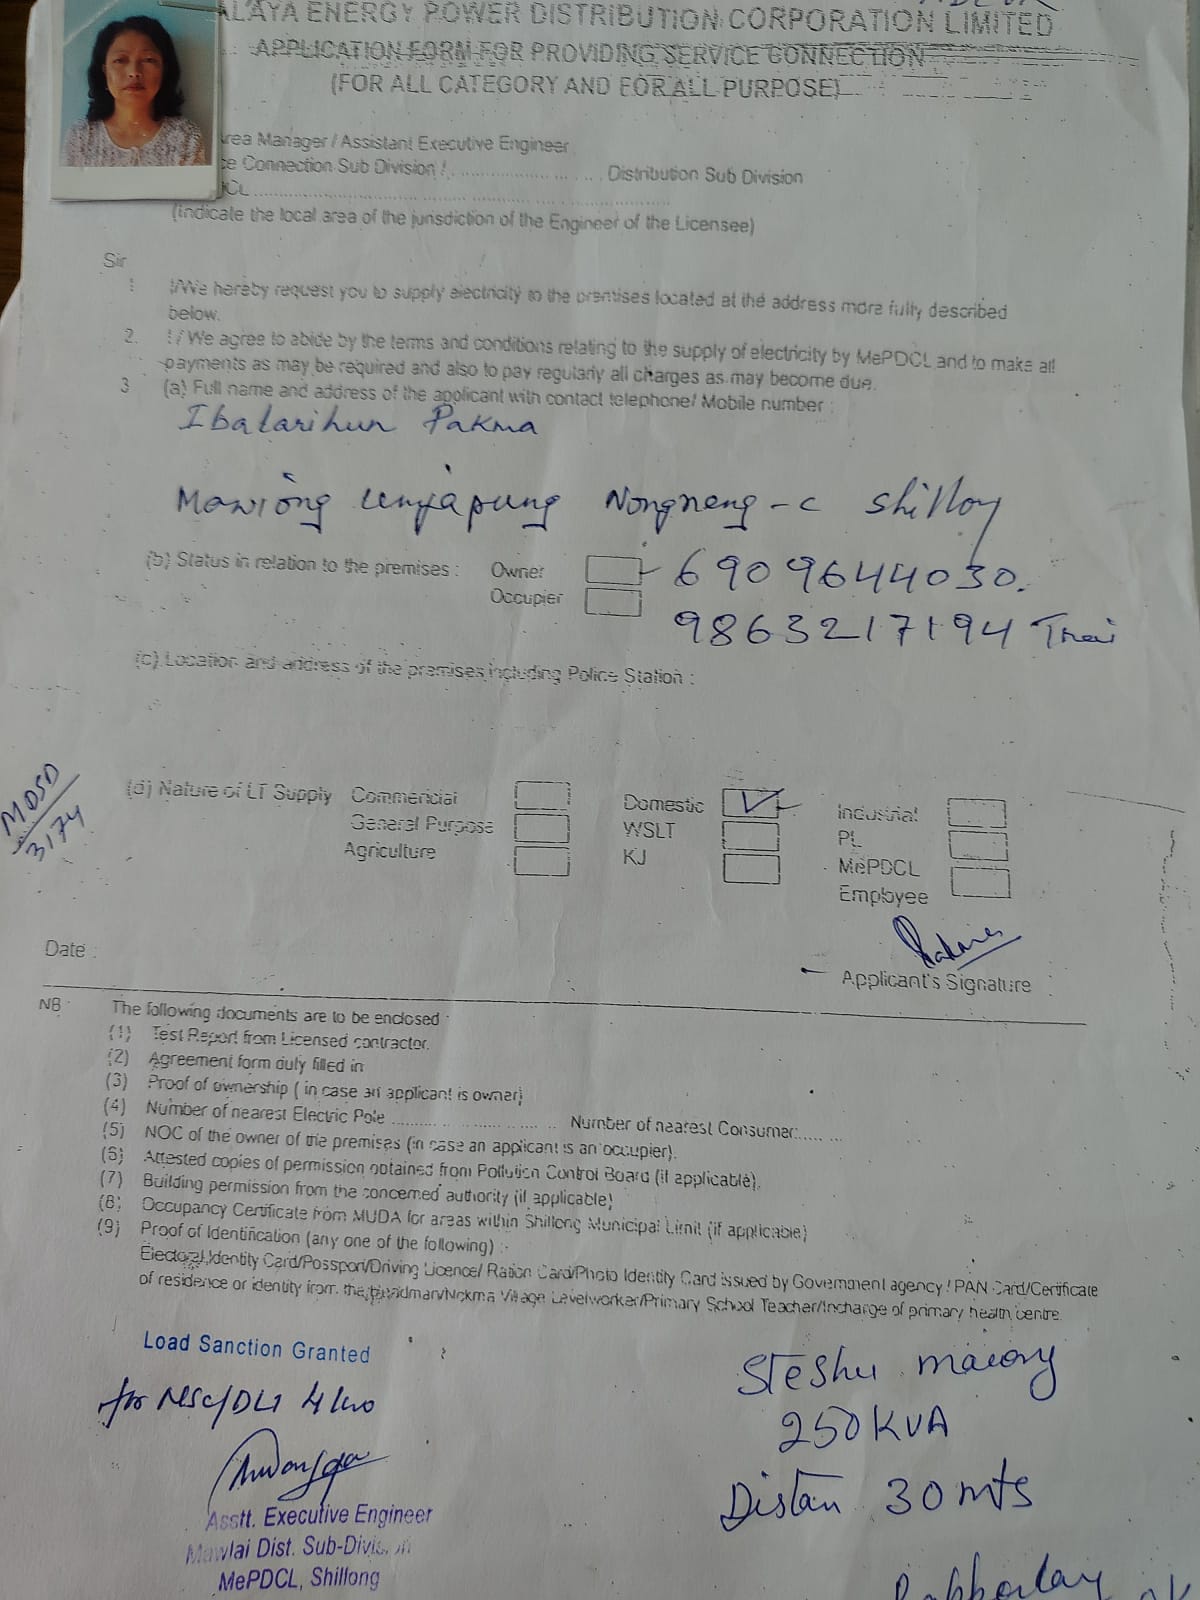 ALAYA ENERGY POWER DISTRIBUTION CORPORATION LIMITED
APPLICATION FORM FOR PROVIDING SERVICE CONNECTION
(FOR ALL CATEGORY AND FOR ALL PURPOSE)
rea Manager / Assistant Executive Engineer
Connection Sub Division / ........................ Distribution Sub Division
CL ........................................................................
(indicate the local area of the jurisdiction of the Engineer of the Licensee)
Sir
1 I/We hereby request you to supply electricity to the premises located at the address more fully described
below.
2. I / We agree to abide by the terms and conditions relating to the supply of electricity by MePDCL and to make all
payments as may be required and also to pay regularly all charges as may become due.
3 (a) Full name and address of the applicant with contact telephone/ Mobile number :
Ibalarihun Pakma
Mawiong Umjapung Nongneng - C Shillong
(b) Status in relation to the premises : Owner 6909644030.
Occupier 9863217194
(c) Location and address of the premises including Police Station :
MDSD
3174
(d) Nature of LT Supply Commericial Domestic Industrial
General Purpose WSLT PL
Agriculture KJ MePDCL
Employee
Date :
Applicant's Signature
NB : The following documents are to be enclosed :
(1) Test Report from Licensed contractor.
(2) Agreement form duly filled in
(3) Proof of ownership ( in case an applicant is owner)
(4) Number of nearest Electric Pole .............................. Number of nearest Consumer:..... ...
(5) NOC of the owner of the premises (in case an applicant is an occupier).
(6) Attested copies of permission obtained from Pollution Control Board (if applicable).
(7) Building permission from the concerned authority (if applicable)
(8) Occupancy Certificate from MUDA for areas within Shillong Municipal Limit (if applicable)
(9) Proof of Identification (any one of the following) :-
Electoral Identity Card/Possport/Driving Licence/ Ration Card/Photo Identity Card issued by Government agency / PAN Card/Certificate
of residence or identity from the headman/Nokma Village Levelworker/Primary School Teacher/Incharge of primary health centre.
Load Sanction Granted
for NSC/DLT 4 kw
Asstt. Executive Engineer
Mawlai Dist. Sub-Division
MePDCL, Shillong
250 KVA
Distan 30 mts